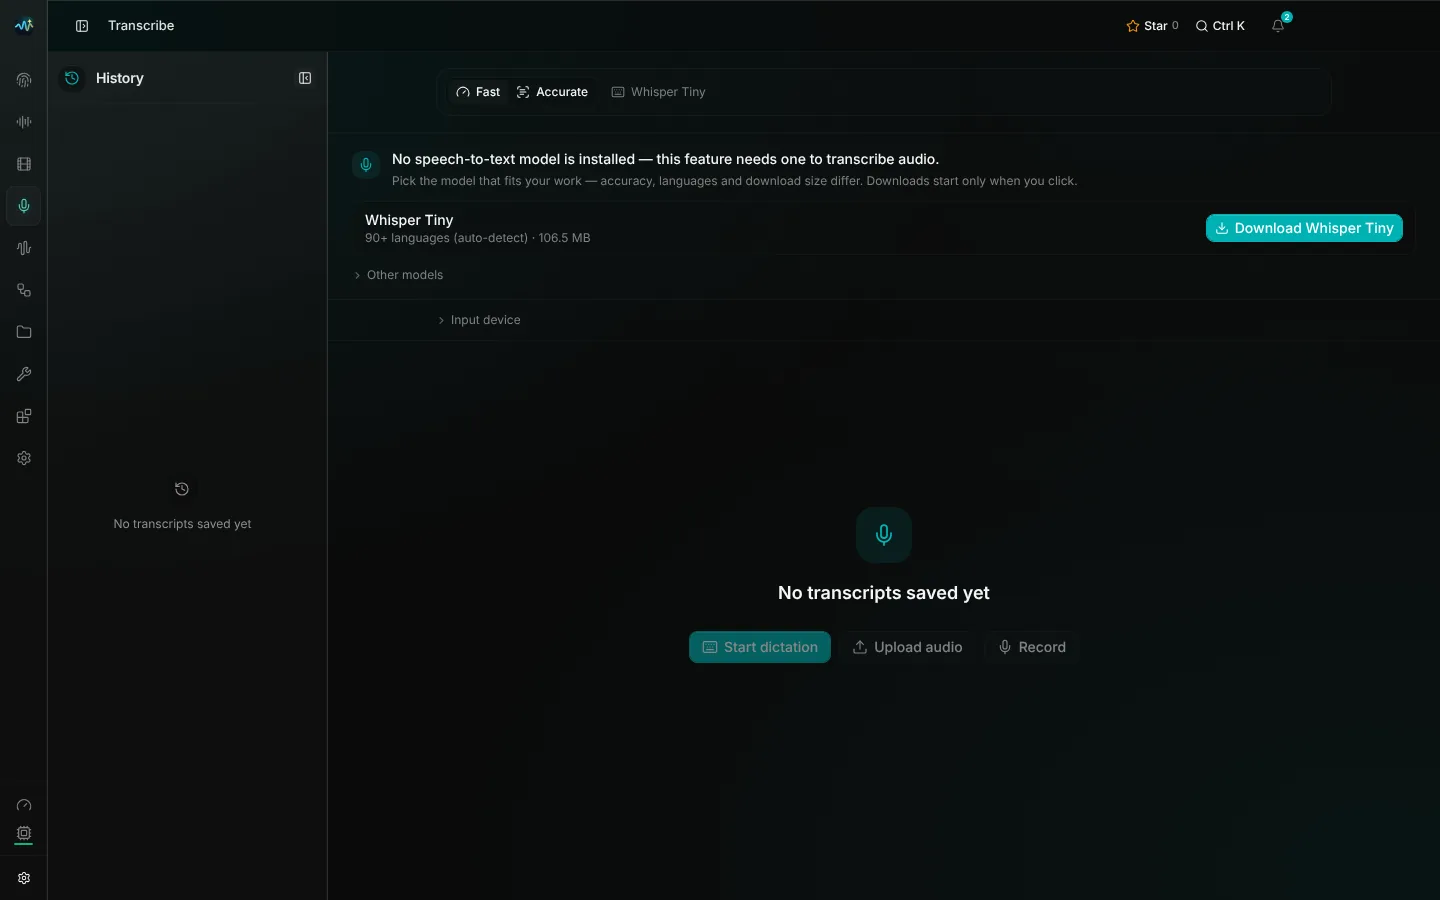 Transcribe
Star 0
Ctrl K
2
History
Fast
Accurate
Whisper Tiny
No speech-to-text model is installed — this feature needs one to transcribe audio.
Pick the model that fits your work — accuracy, languages and download size differ. Downloads start only when you click.
Whisper Tiny
90+ languages (auto-detect) · 106.5 MB
Download Whisper Tiny
Other models
Input device
No transcripts saved yet
No transcripts saved yet
Start dictation
Upload audio
Record